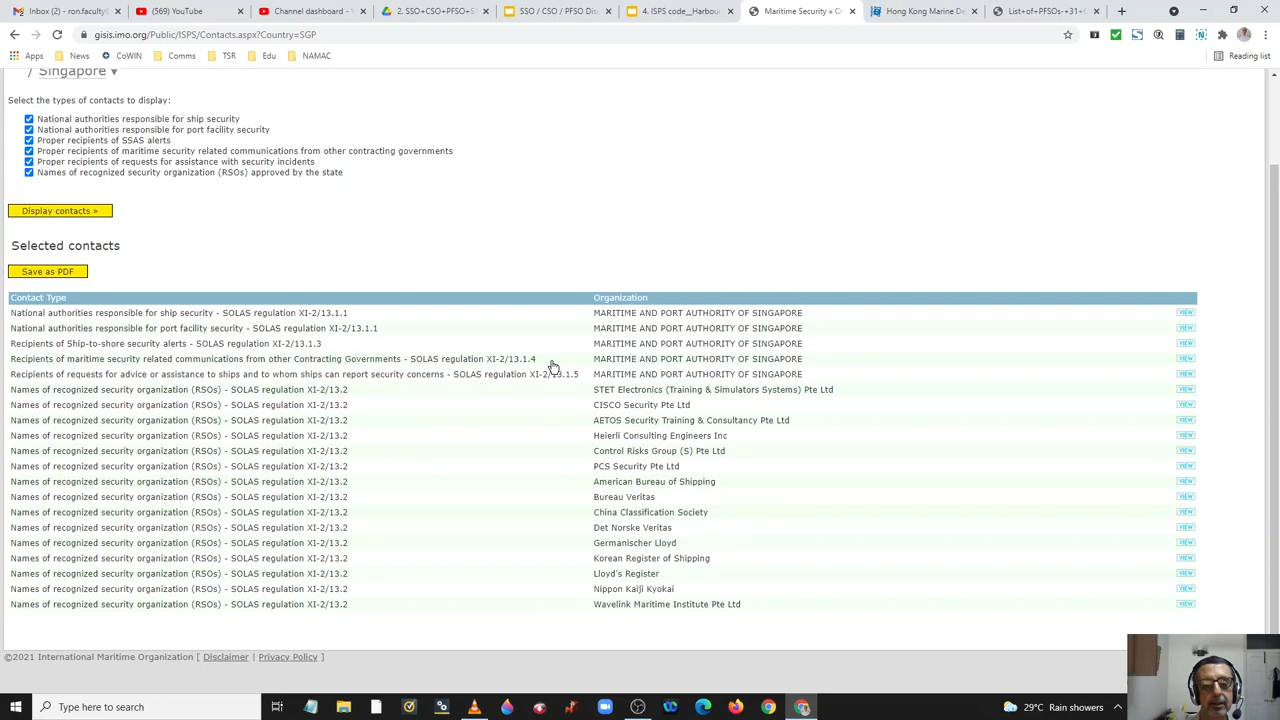 Inbox (2) - ron.faculty@
(569) YouTube
Channel dashboard - Y
2. SSO+CSO+PFSO+S
SSO / CSO / PFSO Dis
4. ISPS code__Harbou
Maritime Security » Co
Hong Kong Marine De
List+of+PFSOs-+31+O
gisis.imo.org/Public/ISPS/Contacts.aspx?Country=SGP
Apps
News
CoWIN
Comms
TSR
Edu
NAMAC
Reading list
/ Singapore ▾
Select the types of contacts to display:
National authorities responsible for ship security
National authorities responsible for port facility security
Proper recipients of SSAS alerts
Proper recipients of maritime security related communications from other contracting governments
Proper recipients of requests for assistance with security incidents
Names of recognized security organization (RSOs) approved by the state
Display contacts »
Selected contacts
Save as PDF
Contact Type Organization
National authorities responsible for ship security - SOLAS regulation XI-2/13.1.1 MARITIME AND PORT AUTHORITY OF SINGAPORE VIEW
National authorities responsible for port facility security - SOLAS regulation XI-2/13.1.1 MARITIME AND PORT AUTHORITY OF SINGAPORE VIEW
Recipients of Ship-to-shore security alerts - SOLAS regulation XI-2/13.1.3 MARITIME AND PORT AUTHORITY OF SINGAPORE VIEW
Recipients of maritime security related communications from other Contracting Governments - SOLAS regulation XI-2/13.1.4 MARITIME AND PORT AUTHORITY OF SINGAPORE VIEW
Recipients of requests for advice or assistance to ships and to whom ships can report security concerns - SOLAS regulation XI-2/13.1.5 MARITIME AND PORT AUTHORITY OF SINGAPORE VIEW
Names of recognized security organization (RSOs) - SOLAS regulation XI-2/13.2 STET Electronics (Training & Simulators Systems) Pte Ltd VIEW
Names of recognized security organization (RSOs) - SOLAS regulation XI-2/13.2 CISCO Security Pte Ltd VIEW
Names of recognized security organization (RSOs) - SOLAS regulation XI-2/13.2 AETOS Security Training & Consultancy Pte Ltd VIEW
Names of recognized security organization (RSOs) - SOLAS regulation XI-2/13.2 Heierli Consulting Engineers Inc VIEW
Names of recognized security organization (RSOs) - SOLAS regulation XI-2/13.2 Control Risks Group (S) Pte Ltd VIEW
Names of recognized security organization (RSOs) - SOLAS regulation XI-2/13.2 PCS Security Pte Ltd VIEW
Names of recognized security organization (RSOs) - SOLAS regulation XI-2/13.2 American Bureau of Shipping VIEW
Names of recognized security organization (RSOs) - SOLAS regulation XI-2/13.2 Bureau Veritas VIEW
Names of recognized security organization (RSOs) - SOLAS regulation XI-2/13.2 China Classification Society VIEW
Names of recognized security organization (RSOs) - SOLAS regulation XI-2/13.2 Det Norske Veritas VIEW
Names of recognized security organization (RSOs) - SOLAS regulation XI-2/13.2 Germanischer Lloyd VIEW
Names of recognized security organization (RSOs) - SOLAS regulation XI-2/13.2 Korean Register of Shipping VIEW
Names of recognized security organization (RSOs) - SOLAS regulation XI-2/13.2 Lloyd's Register VIEW
Names of recognized security organization (RSOs) - SOLAS regulation XI-2/13.2 Nippon Kaiji Kyokai VIEW
Names of recognized security organization (RSOs) - SOLAS regulation XI-2/13.2 Wavelink Maritime Institute Pte Ltd VIEW
©2021 International Maritime Organization [ Disclaimer | Privacy Policy ]
Type here to search
29°C Rain showers